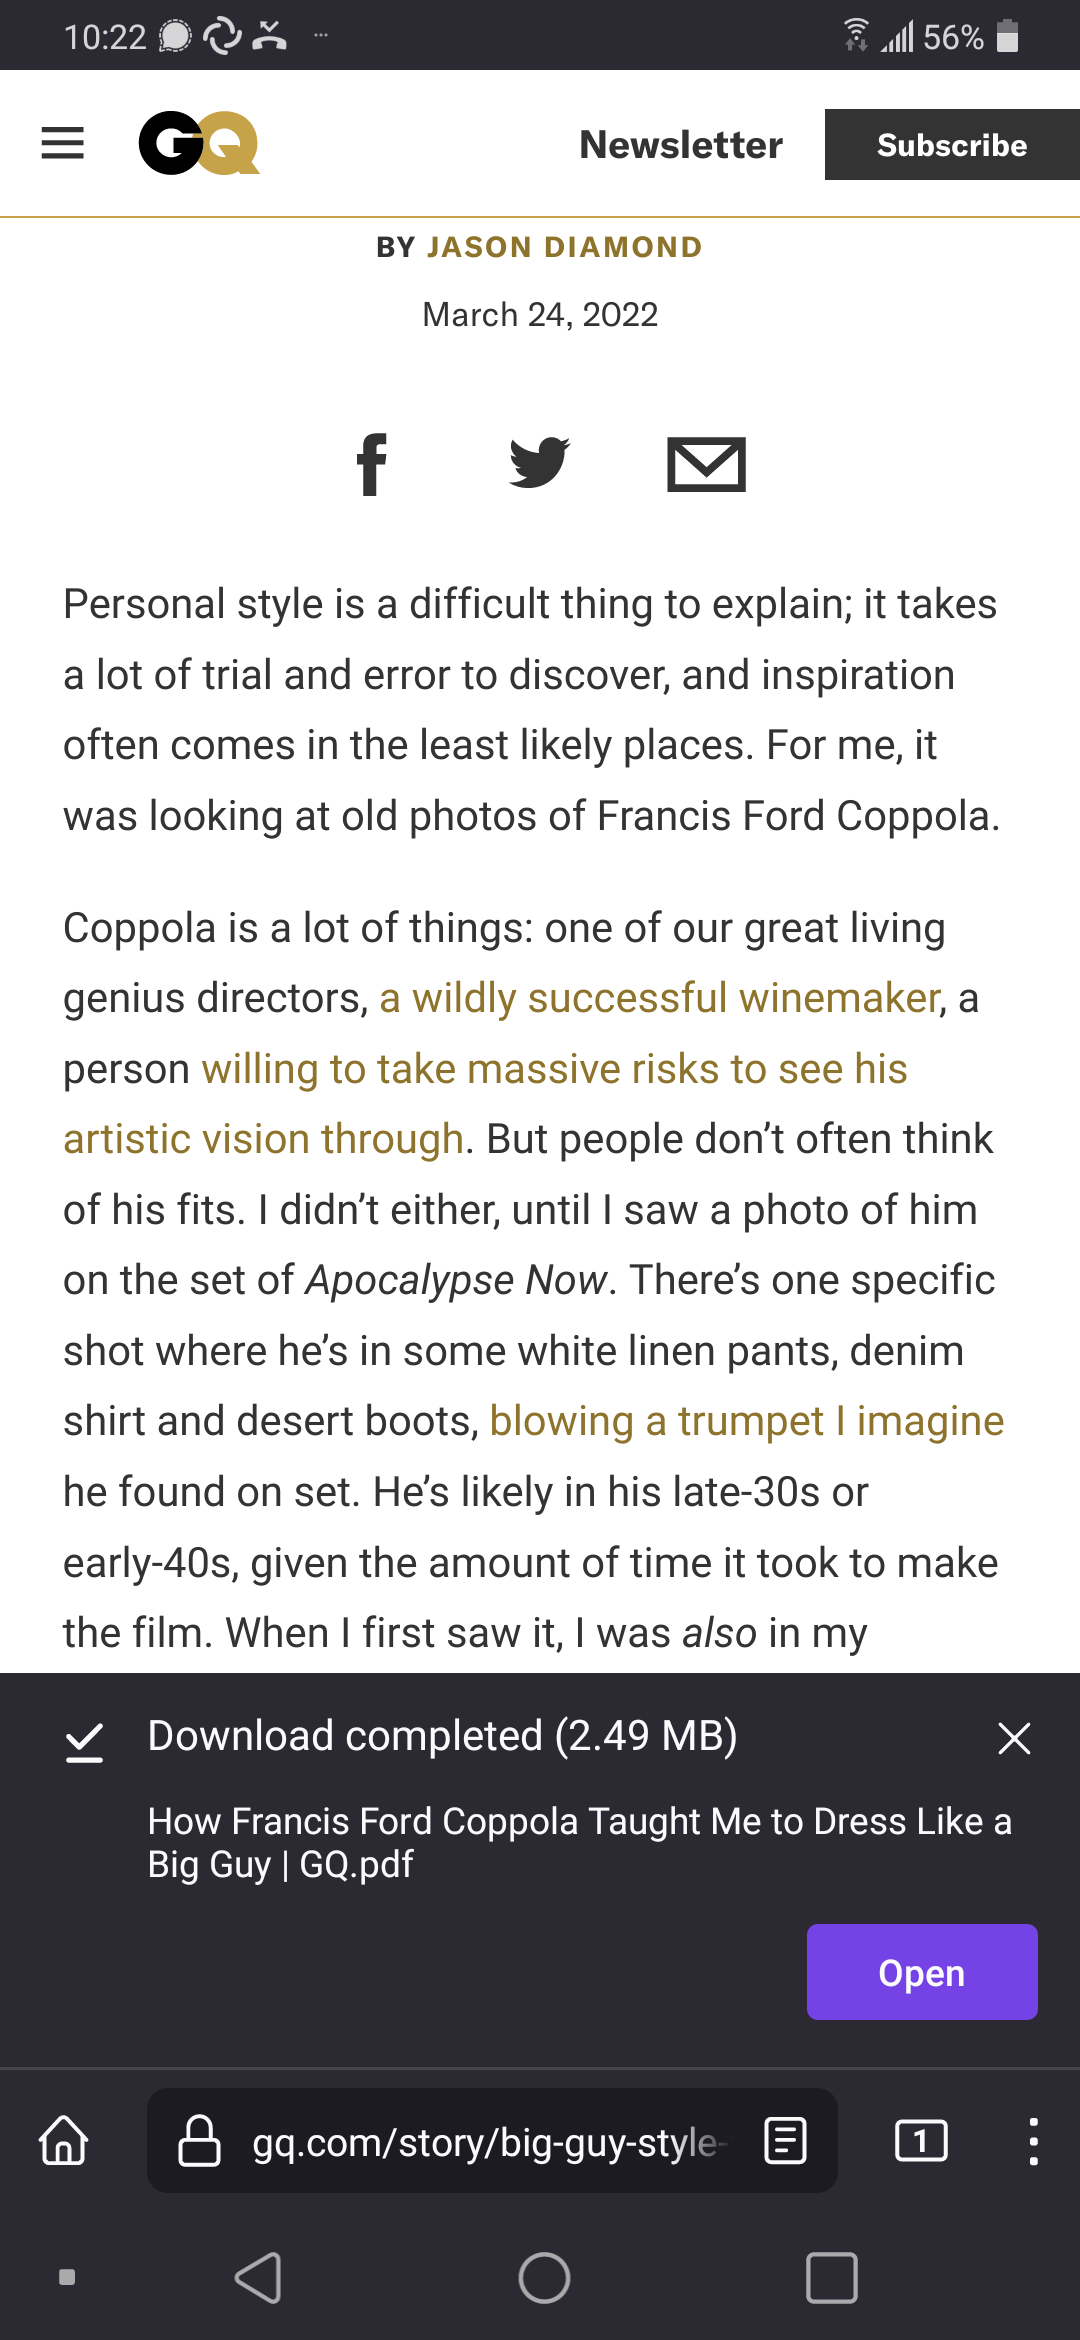 10:22
56%
GQ
Newsletter
Subscribe
BY JASON DIAMOND
March 24, 2022
Personal style is a difficult thing to explain; it takes
a lot of trial and error to discover, and inspiration
often comes in the least likely places. For me, it
was looking at old photos of Francis Ford Coppola.
Coppola is a lot of things: one of our great living
genius directors, a wildly successful winemaker, a
person willing to take massive risks to see his
artistic vision through. But people don’t often think
of his fits. I didn’t either, until I saw a photo of him
on the set of Apocalypse Now. There’s one specific
shot where he’s in some white linen pants, denim
shirt and desert boots, blowing a trumpet I imagine
he found on set. He’s likely in his late-30s or
early-40s, given the amount of time it took to make
the film. When I first saw it, I was also in my
Download completed (2.49 MB)
How Francis Ford Coppola Taught Me to Dress Like a
Big Guy | GQ.pdf
Open
gq.com/story/big-guy-style-
1